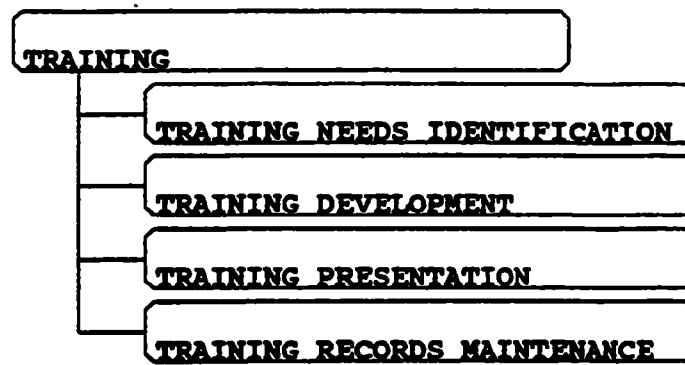 TRAINING
TRAINING NEEDS IDENTIFICATION
TRAINING DEVELOPMENT
TRAINING PRESENTATION
TRAINING RECORDS MAINTENANCE